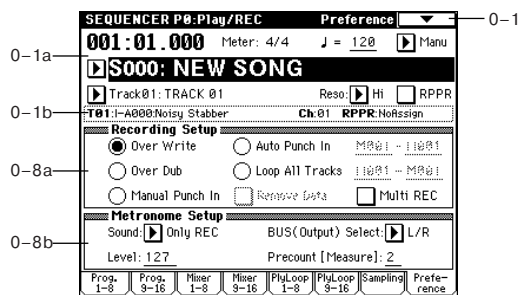 SEQUENCER P0:Play/REC Preference
0–1
001:01.000 Meter: 4/4 ♩ = 120 Manu
0–1a
S000: NEW SONG
Track01: TRACK 01 Reso: Hi RPPR
0–1b
T01:I-A000:Noisy Stabber Ch:01 RPPR:NoAssign
Recording Setup
Over Write Auto Punch In M001 - M001
0–8a
Over Dub Loop All Tracks M001 - M001
Manual Punch In Remove Data Multi REC
Metronome Setup
0–8b
Sound: Only REC BUS(Output) Select: L/R
Level: 127 Precount [Measure]: 2
Prog. 1-8 Prog. 9-16 Mixer 1-8 Mixer 9-16 PlyLoop 1-8 PlyLoop 9-16 Sampling Prefe-rence